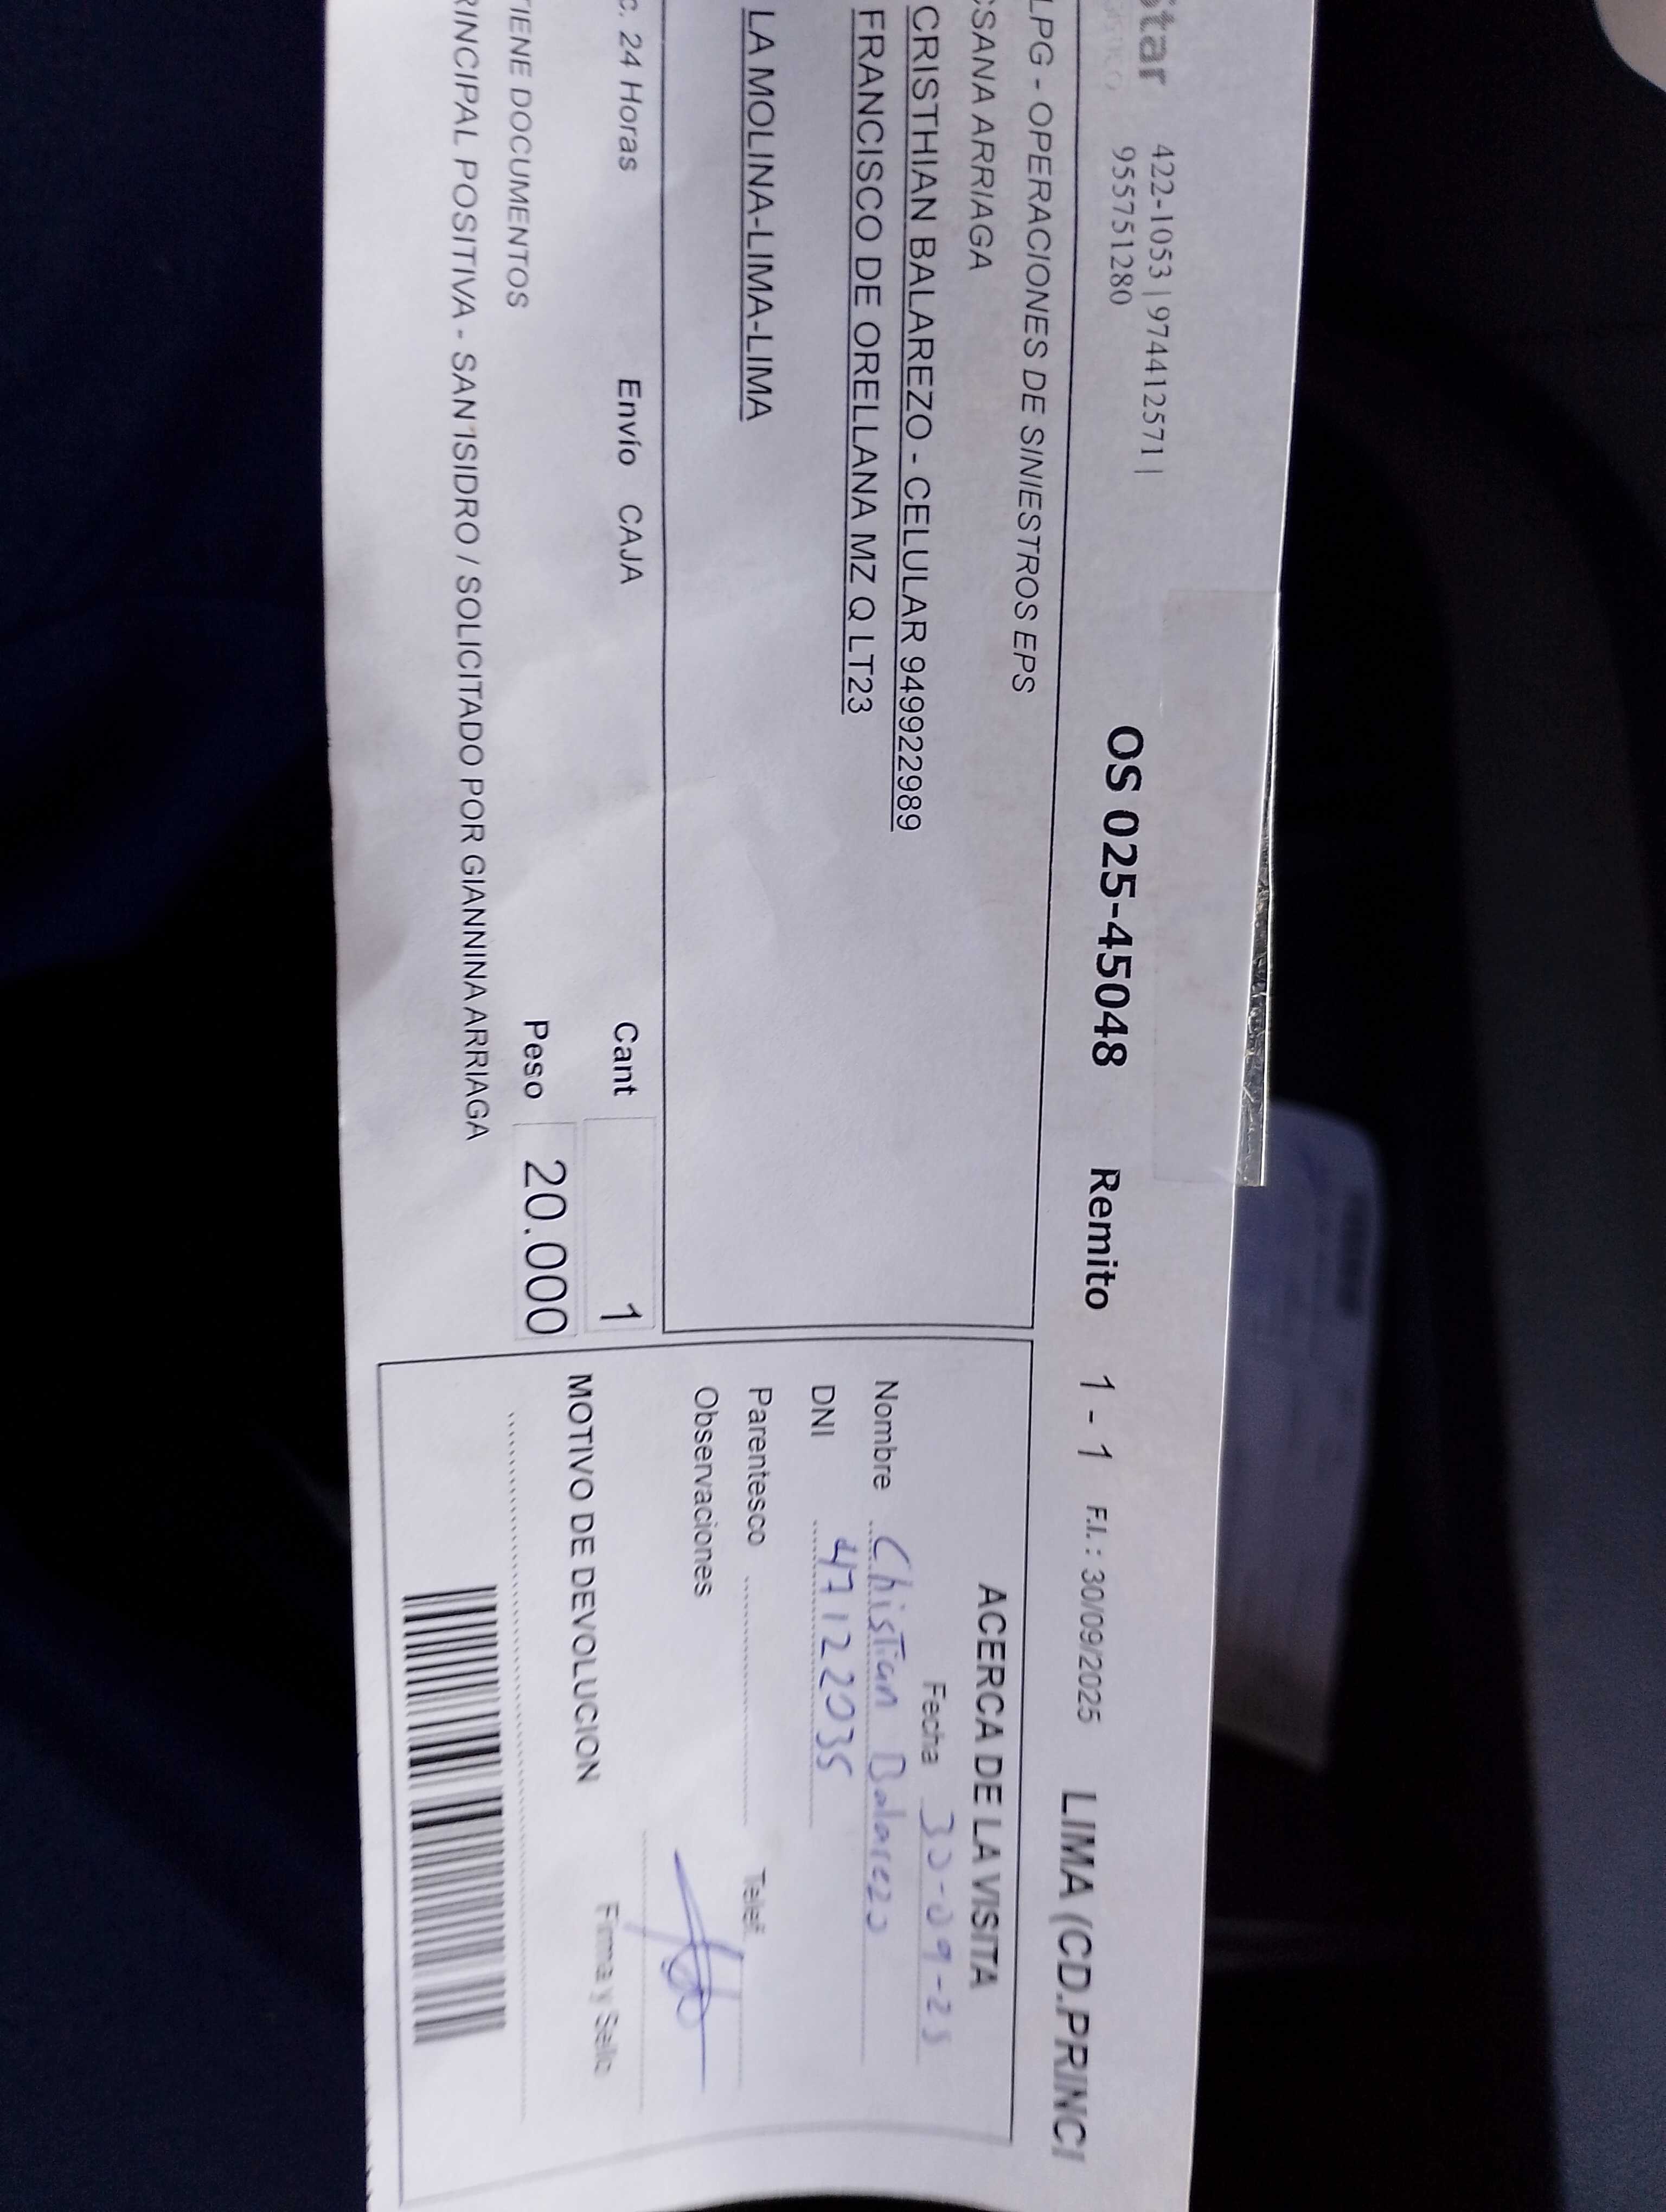 star 422-1053 | 974412571 |
955751280
OS 025-45048 Remito 1 - 1 F.I. : 30/09/2025 LIMA (CD.PRINCI
LPG - OPERACIONES DE SINIESTROS EPS
SANA ARRIAGA
CRISTHIAN BALAREZO - CELULAR 949922989
FRANCISCO DE ORELLANA MZ Q LT23
LA MOLINA-LIMA-LIMA
c. 24 Horas Envío CAJA Cant 1
TIENE DOCUMENTOS Peso 20.000
RINCIPAL POSITIVA - SAN ISIDRO / SOLICITADO POR GIANNINA ARRIAGA
ACERCA DE LA VISITA
Fecha 30-09-25
Nombre Chistian Balarezo
DNI 47122035
Parentesco Telef.
Observaciones
Firma y Sello
MOTIVO DE DEVOLUCION